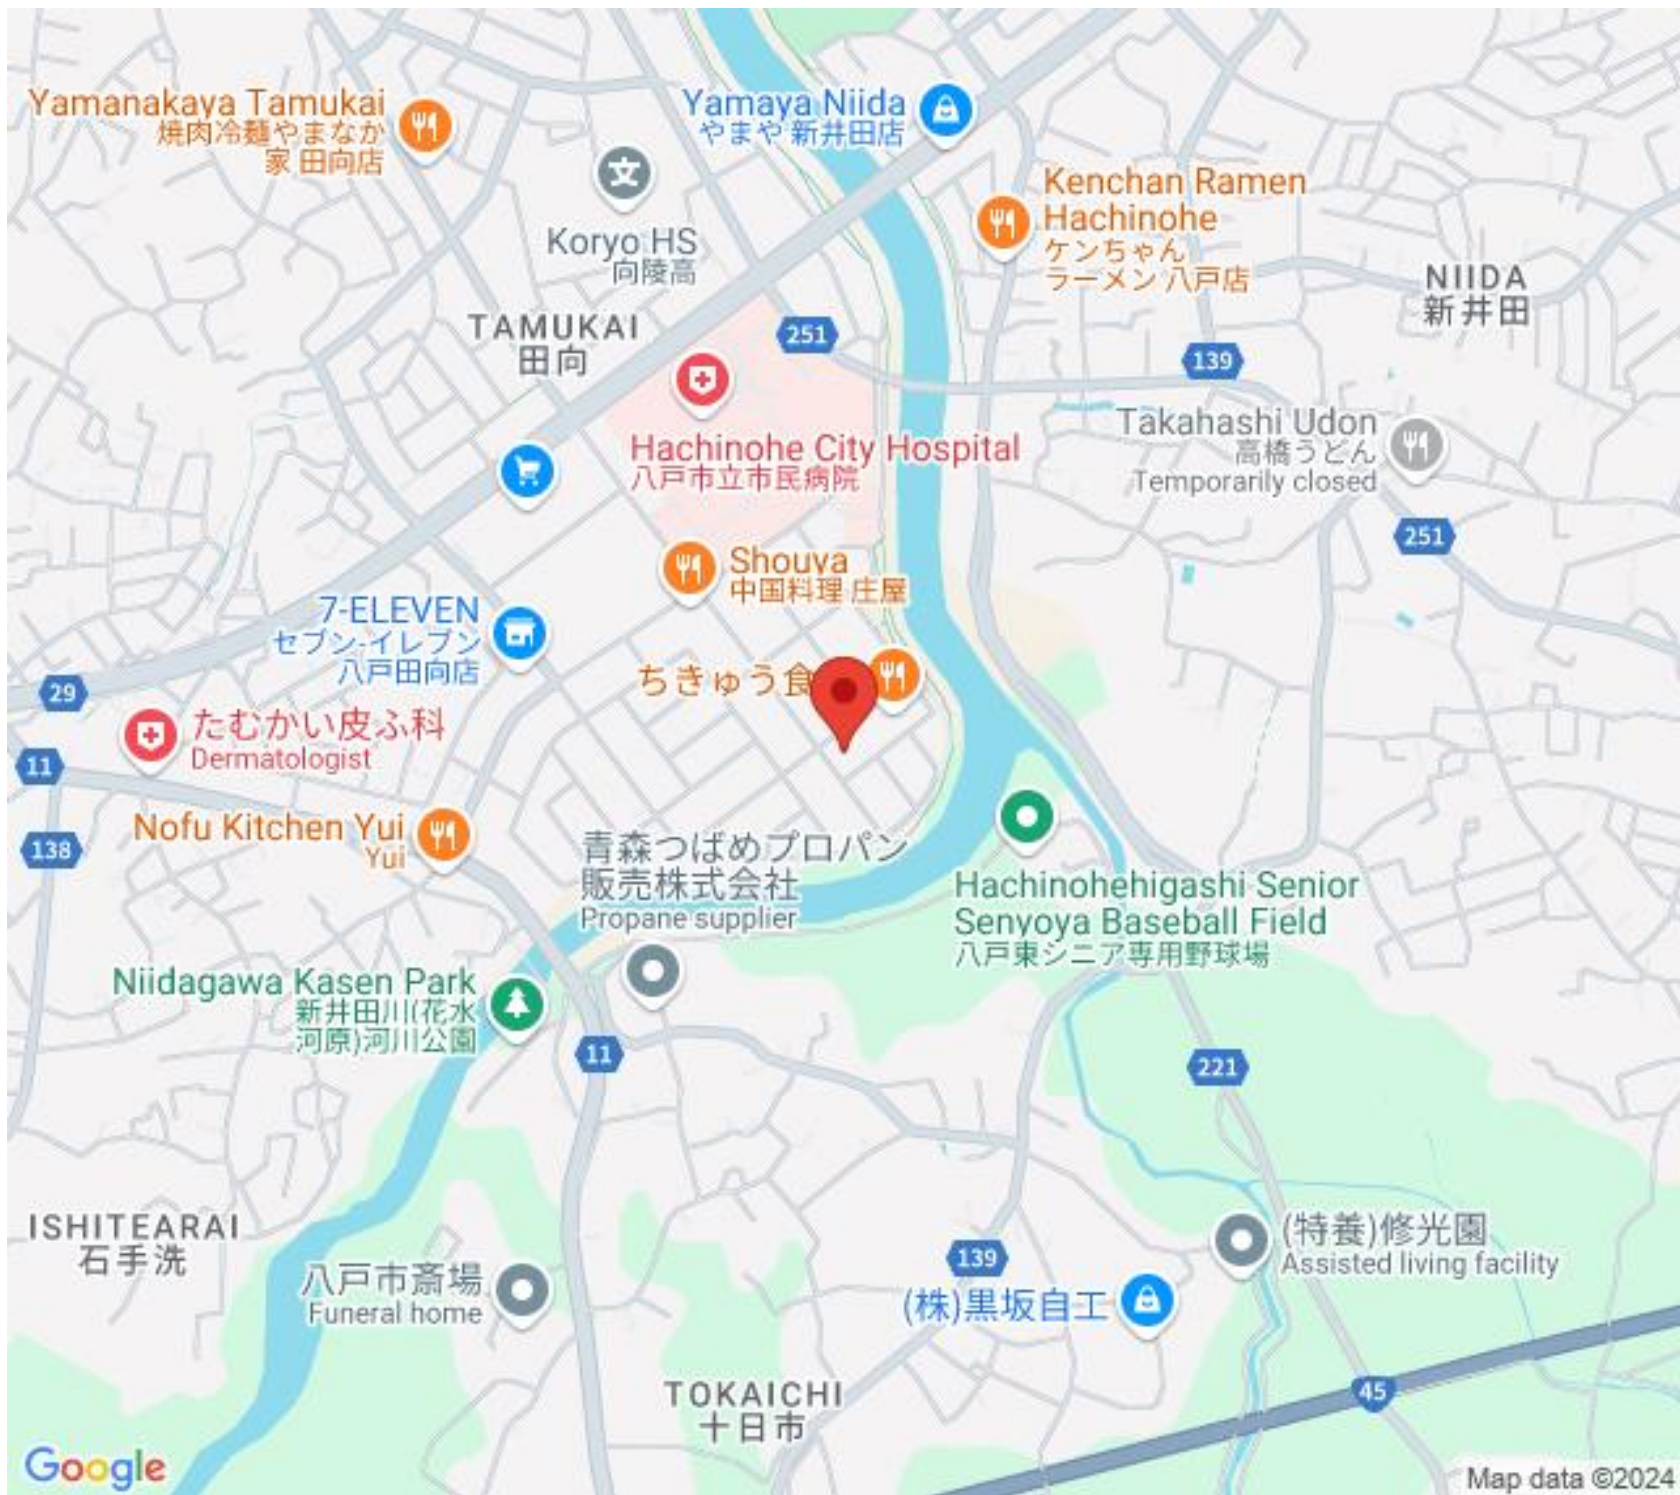 Yamanakaya Tamukai
焼肉冷麺やまなか
家 田向店
Yamaya Niida
やまや 新井田店
Kenchan Ramen
Hachinohe
ケンちゃん
ラーメン 八戸店
Koryo HS
向陵高
NIIDA
新井田
TAMUKAI
田向
251
139
Hachinohe City Hospital
八戸市立市民病院
Takahashi Udon
高橋うどん
Temporarily closed
251
Shouya
中国料理 庄屋
7-ELEVEN
セブン-イレブン
八戸田向店
ちきゅう食
29
たむかい皮ふ科
Dermatologist
11
138
Nofu Kitchen Yui
Yui
青森つばめプロパン
販売株式会社
Propane supplier
Hachinohehigashi Senior
Senyoya Baseball Field
八戸東シニア専用野球場
Niidagawa Kasen Park
新井田川(花水
河原)河川公園
11
221
ISHITEARAI
石手洗
八戸市斎場
Funeral home
139
(株)黒坂自工
(特養)修光園
Assisted living facility
TOKAICHI
十日市
45
Google
Map data ©2024